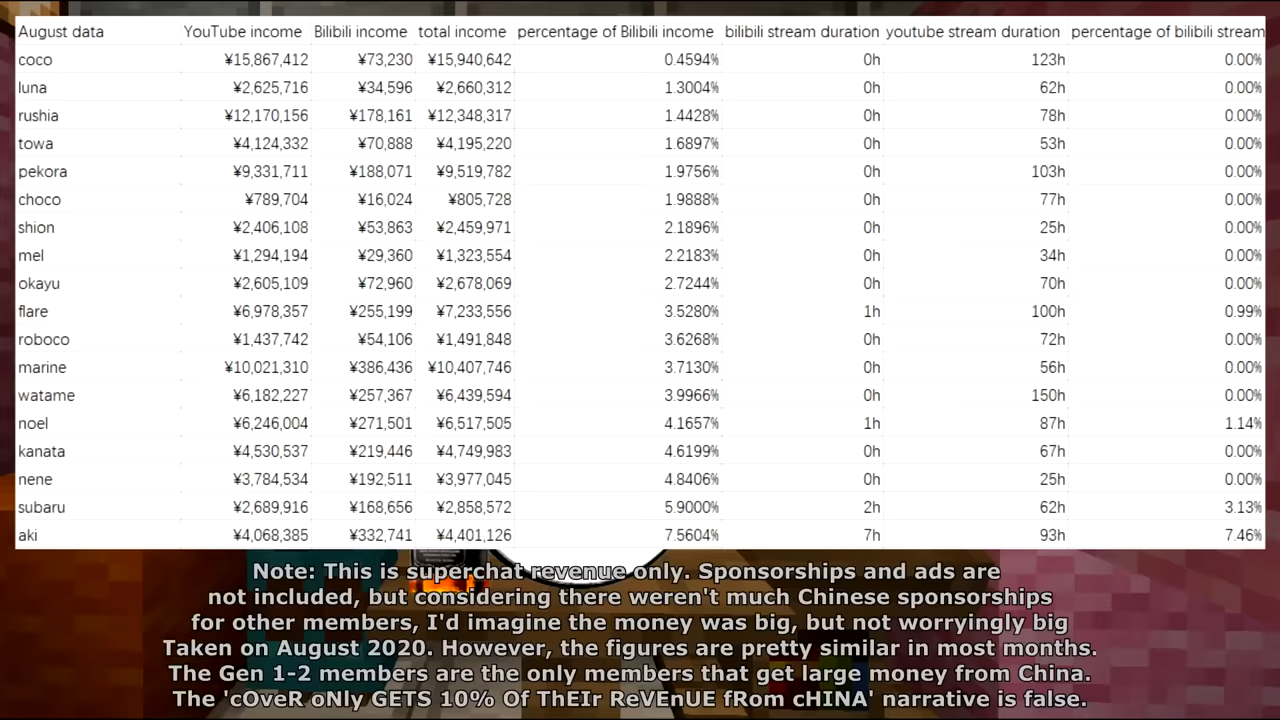 August data YouTube income Bilibili income total income percentage of Bilibili income bilibili stream duration youtube stream duration percentage of bilibili stream
coco ¥15,867,412 ¥73,230 ¥15,940,642 0.4594% 0h 123h 0.00%
luna ¥2,625,716 ¥34,596 ¥2,660,312 1.3004% 0h 62h 0.00%
rushia ¥12,170,156 ¥178,161 ¥12,348,317 1.4428% 0h 78h 0.00%
towa ¥4,124,332 ¥70,888 ¥4,195,220 1.6897% 0h 53h 0.00%
pekora ¥9,331,711 ¥188,071 ¥9,519,782 1.9756% 0h 103h 0.00%
choco ¥789,704 ¥16,024 ¥805,728 1.9888% 0h 77h 0.00%
shion ¥2,406,108 ¥53,863 ¥2,459,971 2.1896% 0h 25h 0.00%
mel ¥1,294,194 ¥29,360 ¥1,323,554 2.2183% 0h 34h 0.00%
okayu ¥2,605,109 ¥72,960 ¥2,678,069 2.7244% 0h 70h 0.00%
flare ¥6,978,357 ¥255,199 ¥7,233,556 3.5280% 1h 100h 0.99%
roboco ¥1,437,742 ¥54,106 ¥1,491,848 3.6268% 0h 72h 0.00%
marine ¥10,021,310 ¥386,436 ¥10,407,746 3.7130% 0h 56h 0.00%
watame ¥6,182,227 ¥257,367 ¥6,439,594 3.9966% 0h 150h 0.00%
noel ¥6,246,004 ¥271,501 ¥6,517,505 4.1657% 1h 87h 1.14%
kanata ¥4,530,537 ¥219,446 ¥4,749,983 4.6199% 0h 67h 0.00%
nene ¥3,784,534 ¥192,511 ¥3,977,045 4.8406% 0h 25h 0.00%
subaru ¥2,689,916 ¥168,656 ¥2,858,572 5.9000% 2h 62h 3.13%
aki ¥4,068,385 ¥332,741 ¥4,401,126 7.5604% 7h 93h 7.46%
Note: This is superchat revenue only. Sponsorships and ads are
not included, but considering there weren't much Chinese sponsorships
for other members, I'd imagine the money was big, but not worryingly big
Taken on August 2020. However, the figures are pretty similar in most months.
The Gen 1-2 members are the only members that get large money from China.
The 'cOveR oNly GETS 10% Of ThEIr ReVEnUE fRom cHINA' narrative is false.